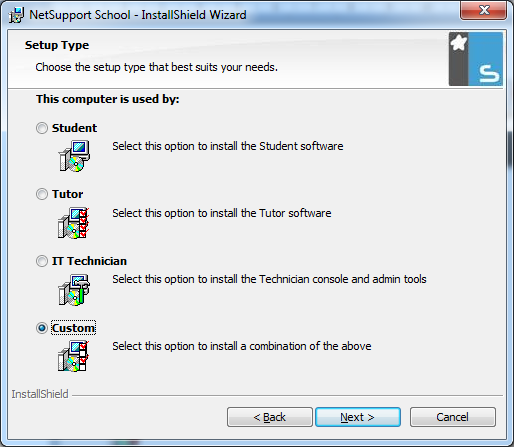 NetSupport School - InstallShield Wizard
Setup Type
Choose the setup type that best suits your needs.
S
This computer is used by:
Student
Select this option to install the Student software
Tutor
Select this option to install the Tutor software
IT Technician
Select this option to install the Technician console and admin tools
Custom
Select this option to install a combination of the above
InstallShield
< Back Next > Cancel